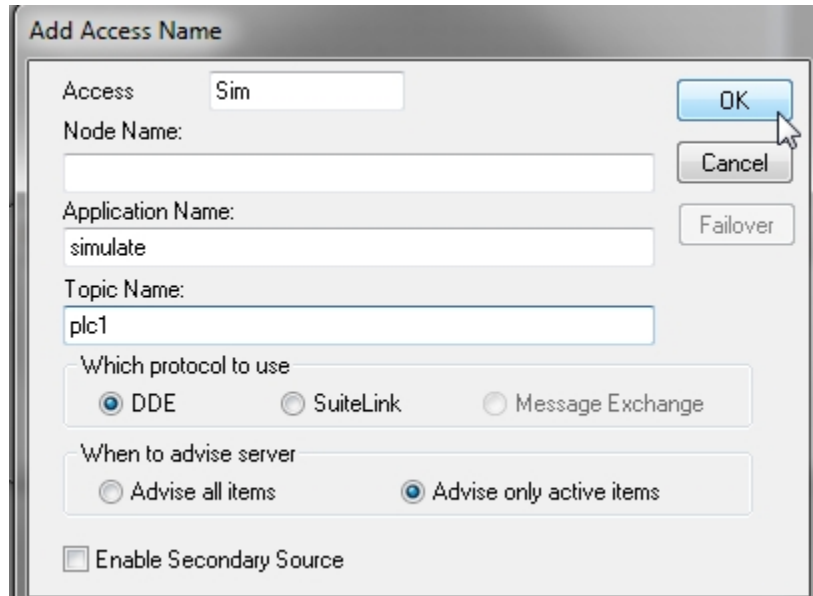 Add Access Name
Access Sim
OK
Node Name:
Cancel
Application Name:
Failover
simulate
Topic Name:
plc1
Which protocol to use
DDE SuiteLink Message Exchange
When to advise server
Advise all items Advise only active items
Enable Secondary Source